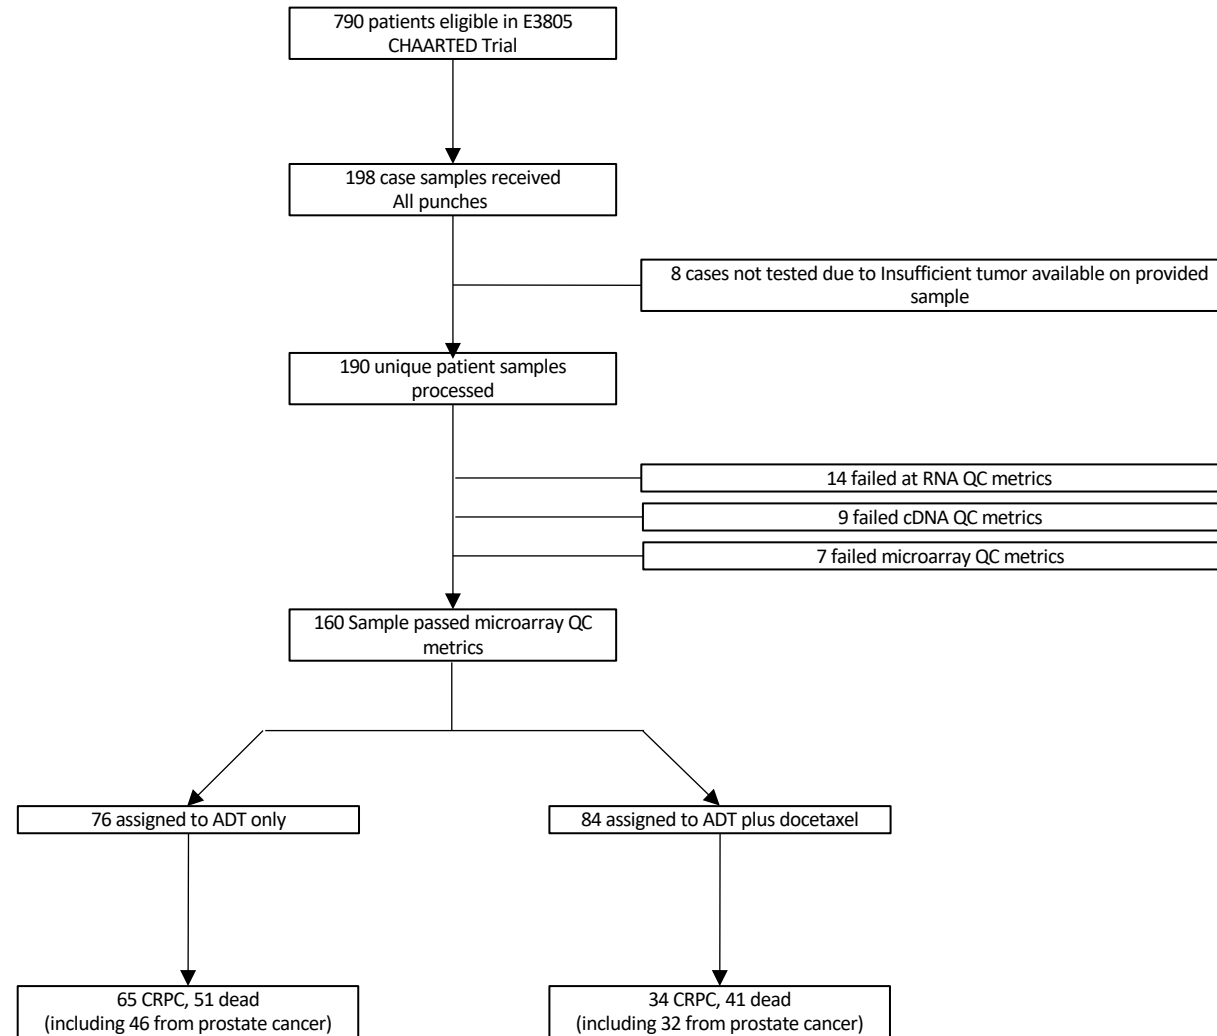 790 patients eligible in E3805
CHAARTED Trial
198 case samples received
All punches
8 cases not tested due to Insufficient tumor available on provided
sample
190 unique patient samples
processed
14 failed at RNA QC metrics
9 failed cDNA QC metrics
7 failed microarray QC metrics
160 Sample passed microarray QC
metrics
76 assigned to ADT only
84 assigned to ADT plus docetaxel
65 CRPC, 51 dead
(including 46 from prostate cancer)
34 CRPC, 41 dead
(including 32 from prostate cancer)